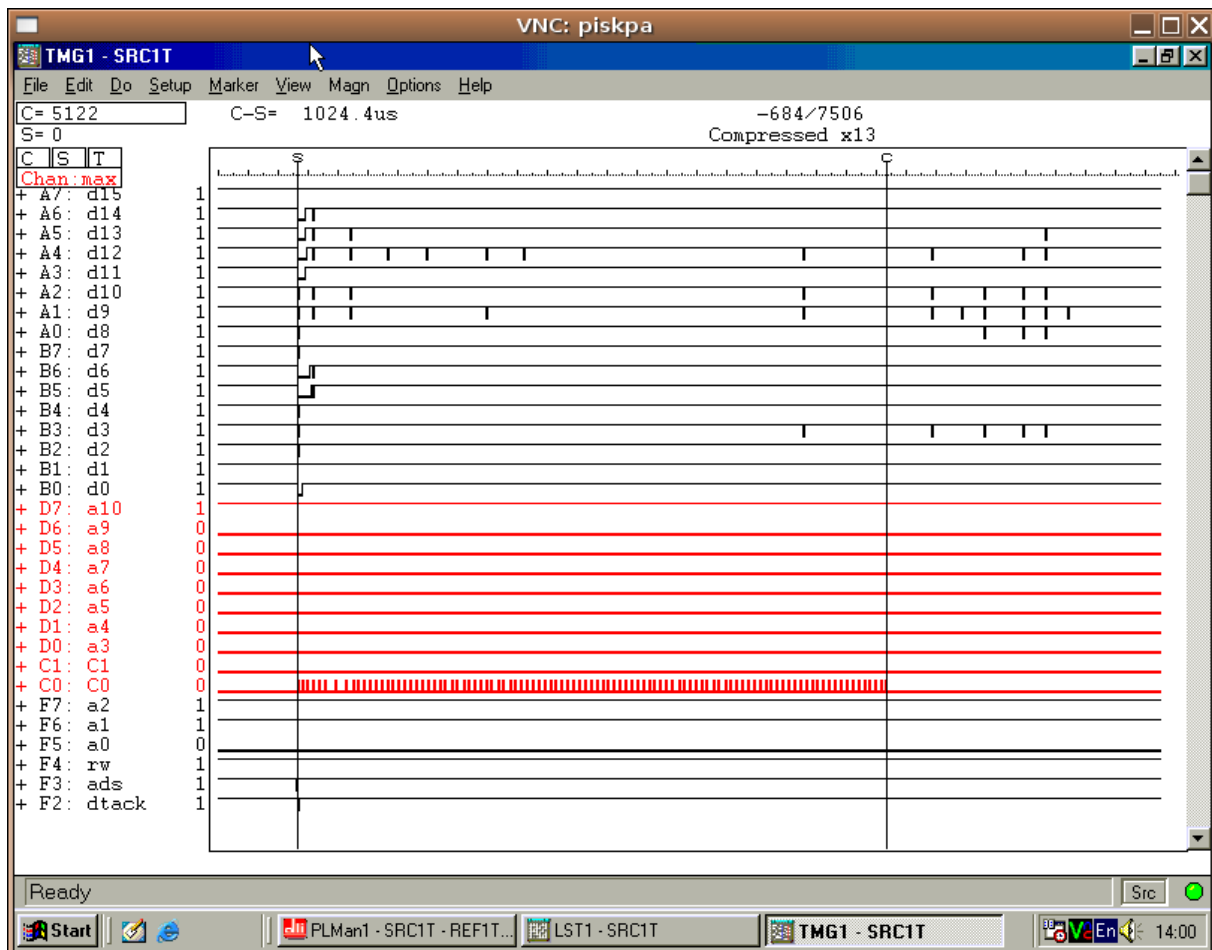 VNC: piskpa
TMG1 - SRC1T
File Edit Do Setup Marker View Magn Options Help
C= 5122 C-S= 1024.4us -684/7506
S= 0 Compressed x13
C S T
S C
Chan:max
+ A7: d15 1
+ A6: d14 1
+ A5: d13 1
+ A4: d12 1
+ A3: d11 1
+ A2: d10 1
+ A1: d9 1
+ A0: d8 1
+ B7: d7 1
+ B6: d6 1
+ B5: d5 1
+ B4: d4 1
+ B3: d3 1
+ B2: d2 1
+ B1: d1 1
+ B0: d0 1
+ D7: a10 1
+ D6: a9 0
+ D5: a8 0
+ D4: a7 0
+ D3: a6 0
+ D2: a5 0
+ D1: a4 0
+ D0: a3 0
+ C1: C1 0
+ C0: C0 0
+ F7: a2 1
+ F6: a1 1
+ F5: a0 0
+ F4: rw 1
+ F3: ads 1
+ F2: dtack 1
Ready Src
Start PLMan1 - SRC1T - REF1T... LST1 - SRC1T TMG1 - SRC1T En 14:00